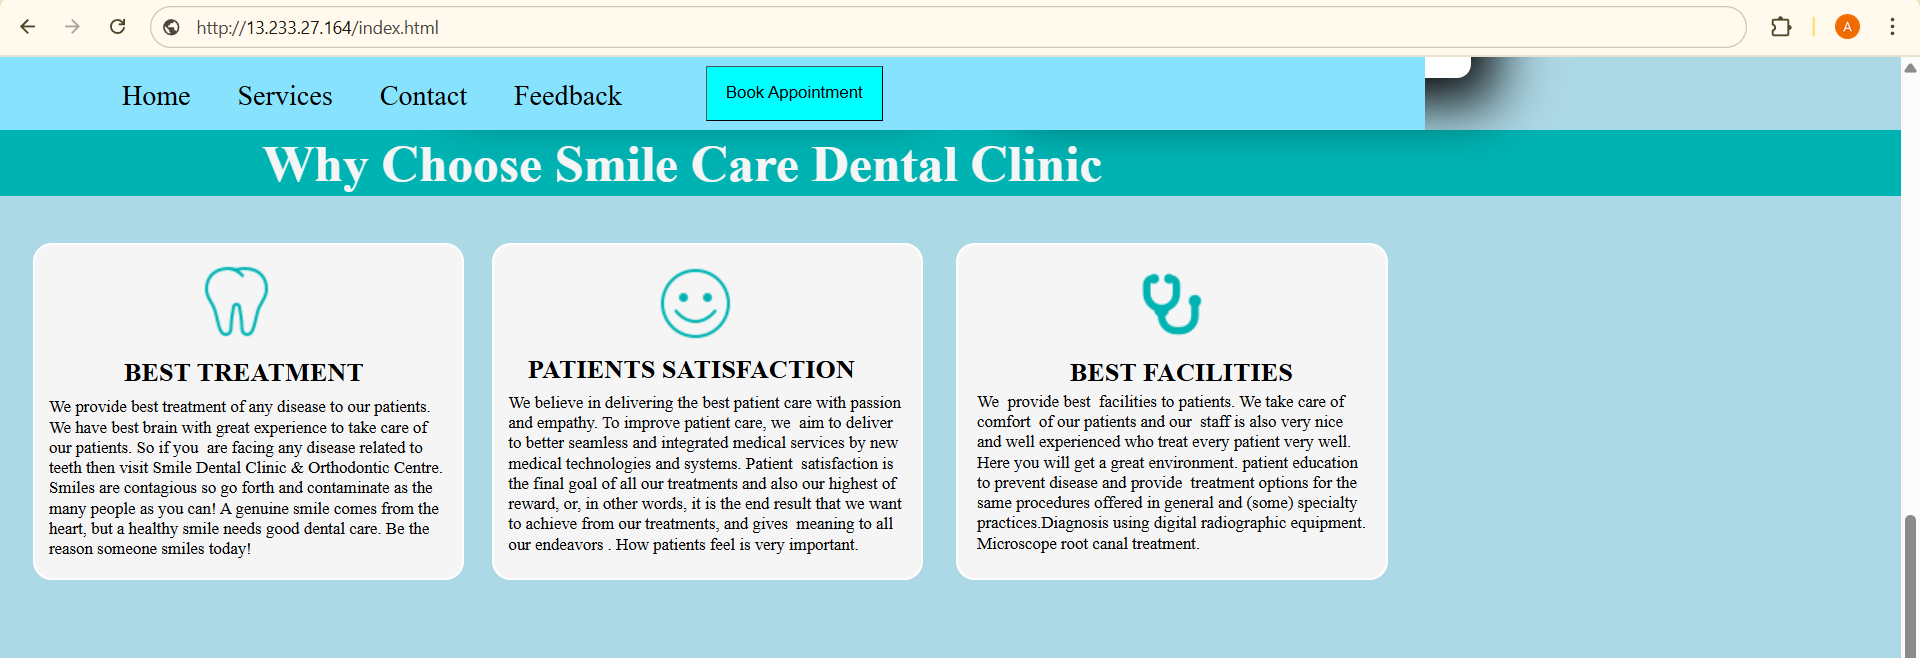 http://13.233.27.164/index.html
A
Home Services Contact Feedback Book Appointment
Why Choose Smile Care Dental Clinic
BEST TREATMENT
We provide best treatment of any disease to our patients.
We have best brain with great experience to take care of
our patients. So if you  are facing any disease related to
teeth then visit Smile Dental Clinic & Orthodontic Centre.
Smiles are contagious so go forth and contaminate as the
many people as you can! A genuine smile comes from the
heart, but a healthy smile needs good dental care. Be the
reason someone smiles today!
PATIENTS SATISFACTION
We believe in delivering the best patient care with passion
and empathy. To improve patient care, we  aim to deliver
to better seamless and integrated medical services by new
medical technologies and systems. Patient  satisfaction is
the final goal of all our treatments and also our highest of
reward, or, in other words, it is the end result that we want
to achieve from our treatments, and gives  meaning to all
our endeavors . How patients feel is very important.
BEST FACILITIES
We  provide best  facilities to patients. We take care of
comfort  of our patients and our  staff is also very nice
and well experienced who treat every patient very well.
Here you will get a great environment. patient education
to prevent disease and provide  treatment options for the
same procedures offered in general and (some) specialty
practices.Diagnosis using digital radiographic equipment.
Microscope root canal treatment.